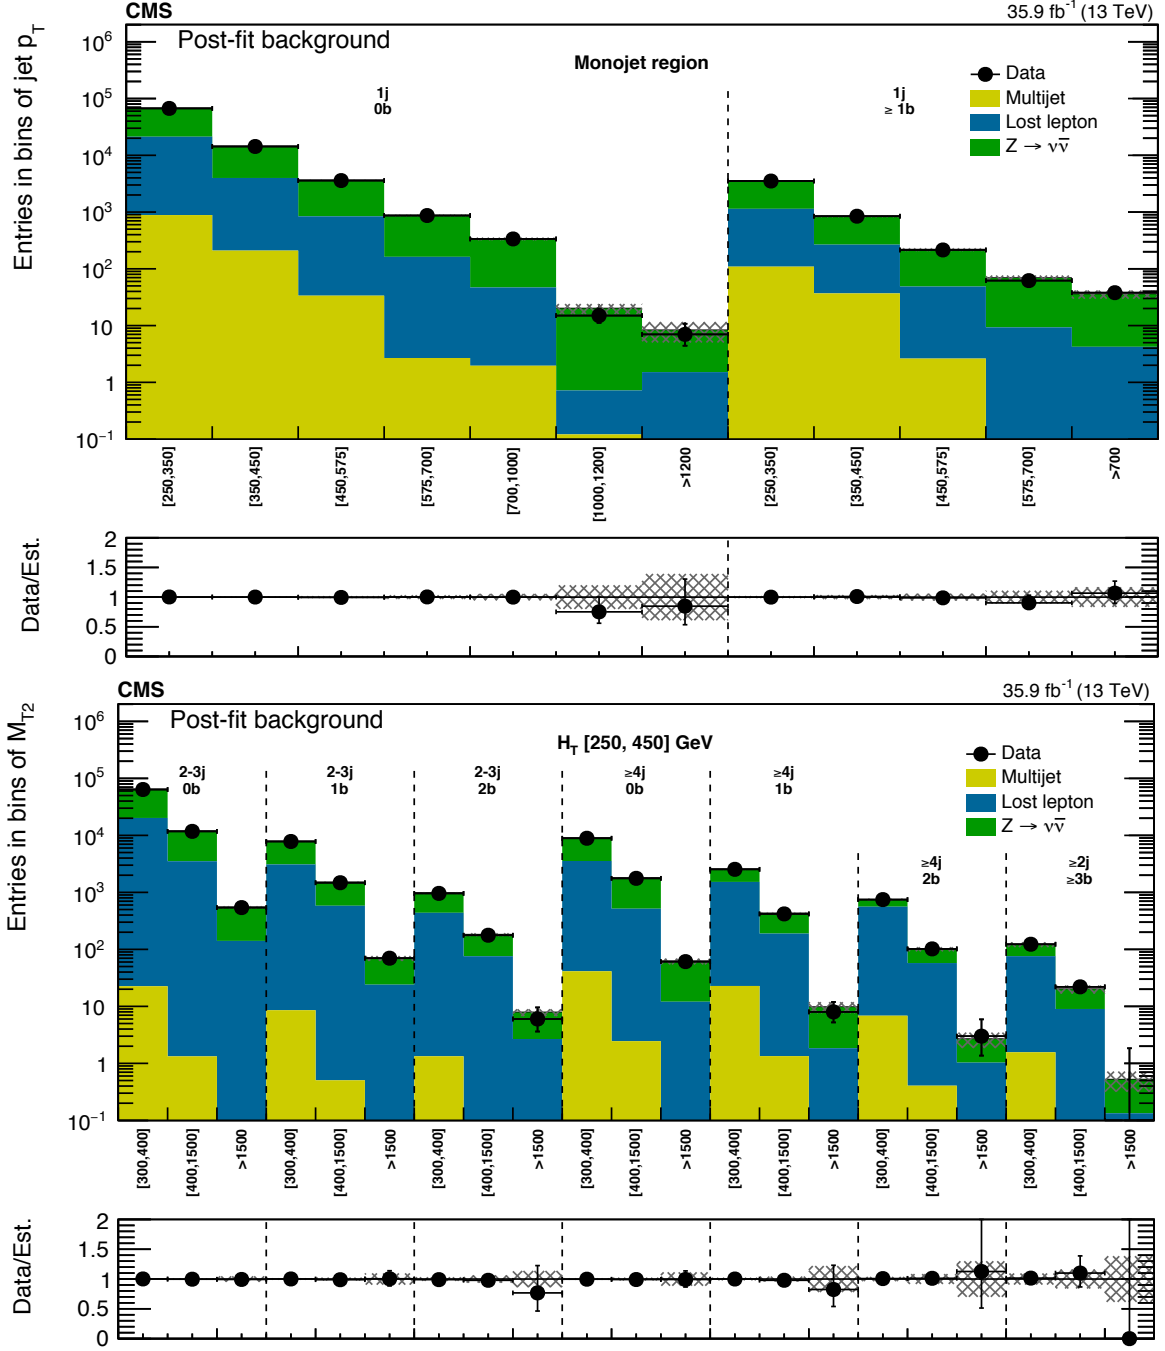 CMS 35.9 fb⁻¹ (13 TeV)
Entries in bins of jet p_T
Post-fit background
Monojet region
1j
0b
1j
≥ 1b
Data
Multijet
Lost lepton
Z → νν̅
10⁶
10⁵
10⁴
10³
10²
10
1
10⁻¹
[250,350] [350,450] [450,575] [575,700] [700,1000] [1000,1200] >1200 [250,350] [350,450] [450,575] [575,700] >700
Data/Est.
2
1.5
1
0.5
0
CMS 35.9 fb⁻¹ (13 TeV)
Entries in bins of M_T2
Post-fit background
H_T [250, 450] GeV
2-3j 2-3j 2-3j ≥4j ≥4j
0b 1b 2b 0b 1b
≥4j ≥2j
2b ≥3b
Data
Multijet
Lost lepton
Z → νν̅
10⁶
10⁵
10⁴
10³
10²
10
1
10⁻¹
[300,400] [400,1500] >1500 [300,400] [400,1500] >1500 [300,400] [400,1500] >1500 [300,400] [400,1500] >1500 [300,400] [400,1500] >1500 [300,400] [400,1500] >1500 [300,400] [400,1500] >1500
Data/Est.
2
1.5
1
0.5
0